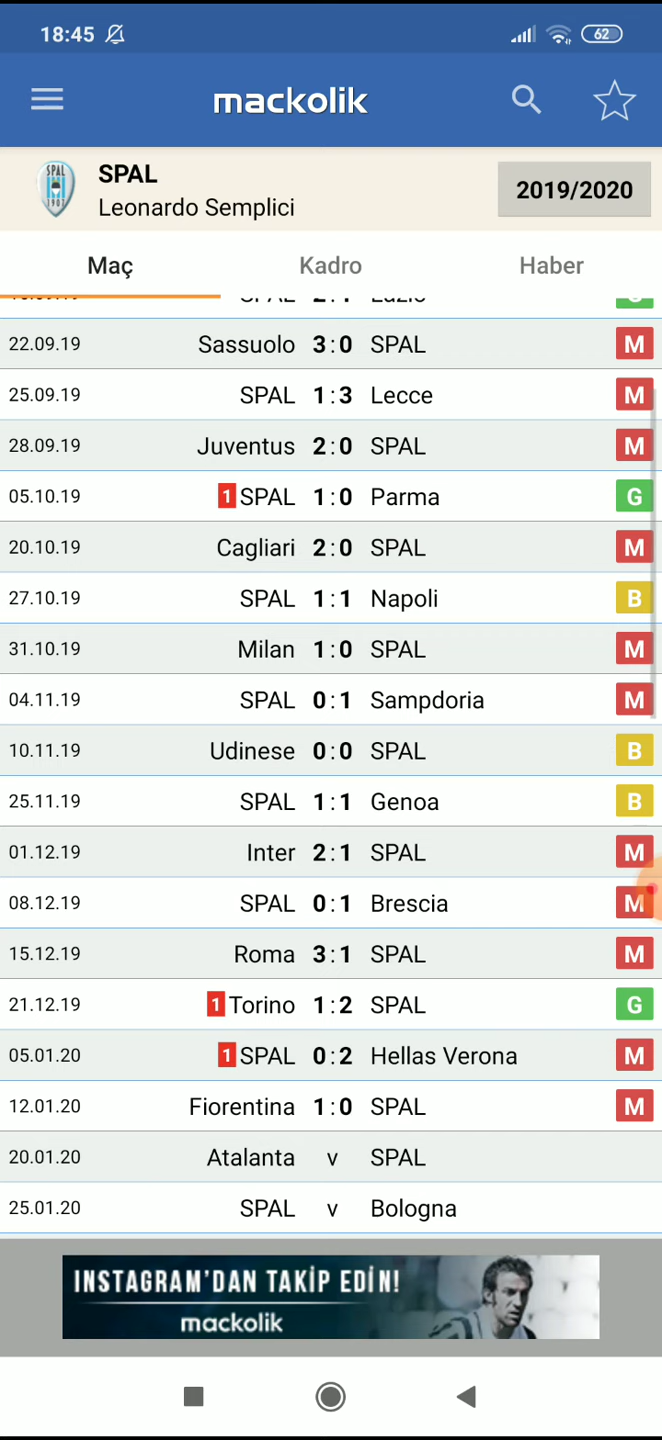 18:45 62
mackolik
SPAL
Leonardo Semplici
2019/2020
SPAL
1907
Maç Kadro Haber
22.09.19 Sassuolo 3:0 SPAL M
25.09.19 SPAL 1:3 Lecce M
28.09.19 Juventus 2:0 SPAL M
05.10.19 1 SPAL 1:0 Parma G
20.10.19 Cagliari 2:0 SPAL M
27.10.19 SPAL 1:1 Napoli B
31.10.19 Milan 1:0 SPAL M
04.11.19 SPAL 0:1 Sampdoria M
10.11.19 Udinese 0:0 SPAL B
25.11.19 SPAL 1:1 Genoa B
01.12.19 Inter 2:1 SPAL M
08.12.19 SPAL 0:1 Brescia M
15.12.19 Roma 3:1 SPAL M
21.12.19 1 Torino 1:2 SPAL G
05.01.20 1 SPAL 0:2 Hellas Verona M
12.01.20 Fiorentina 1:0 SPAL M
20.01.20 Atalanta v SPAL
25.01.20 SPAL v Bologna
INSTAGRAM'DAN TAKİP EDİN!
mackolik